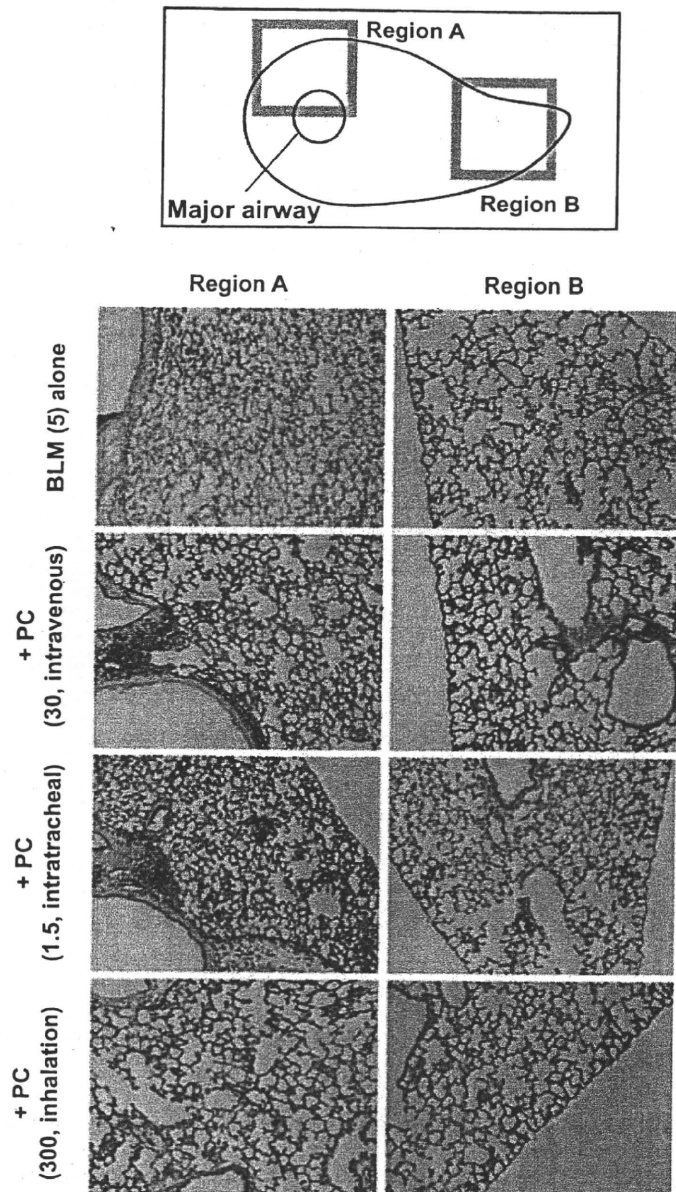 Region A
Major airway
Region B
Region A
Region B
BLM (5) alone
+ PC
(30, intravenous)
+ PC
(1.5, intratracheal)
+ PC
(300, inhalation)